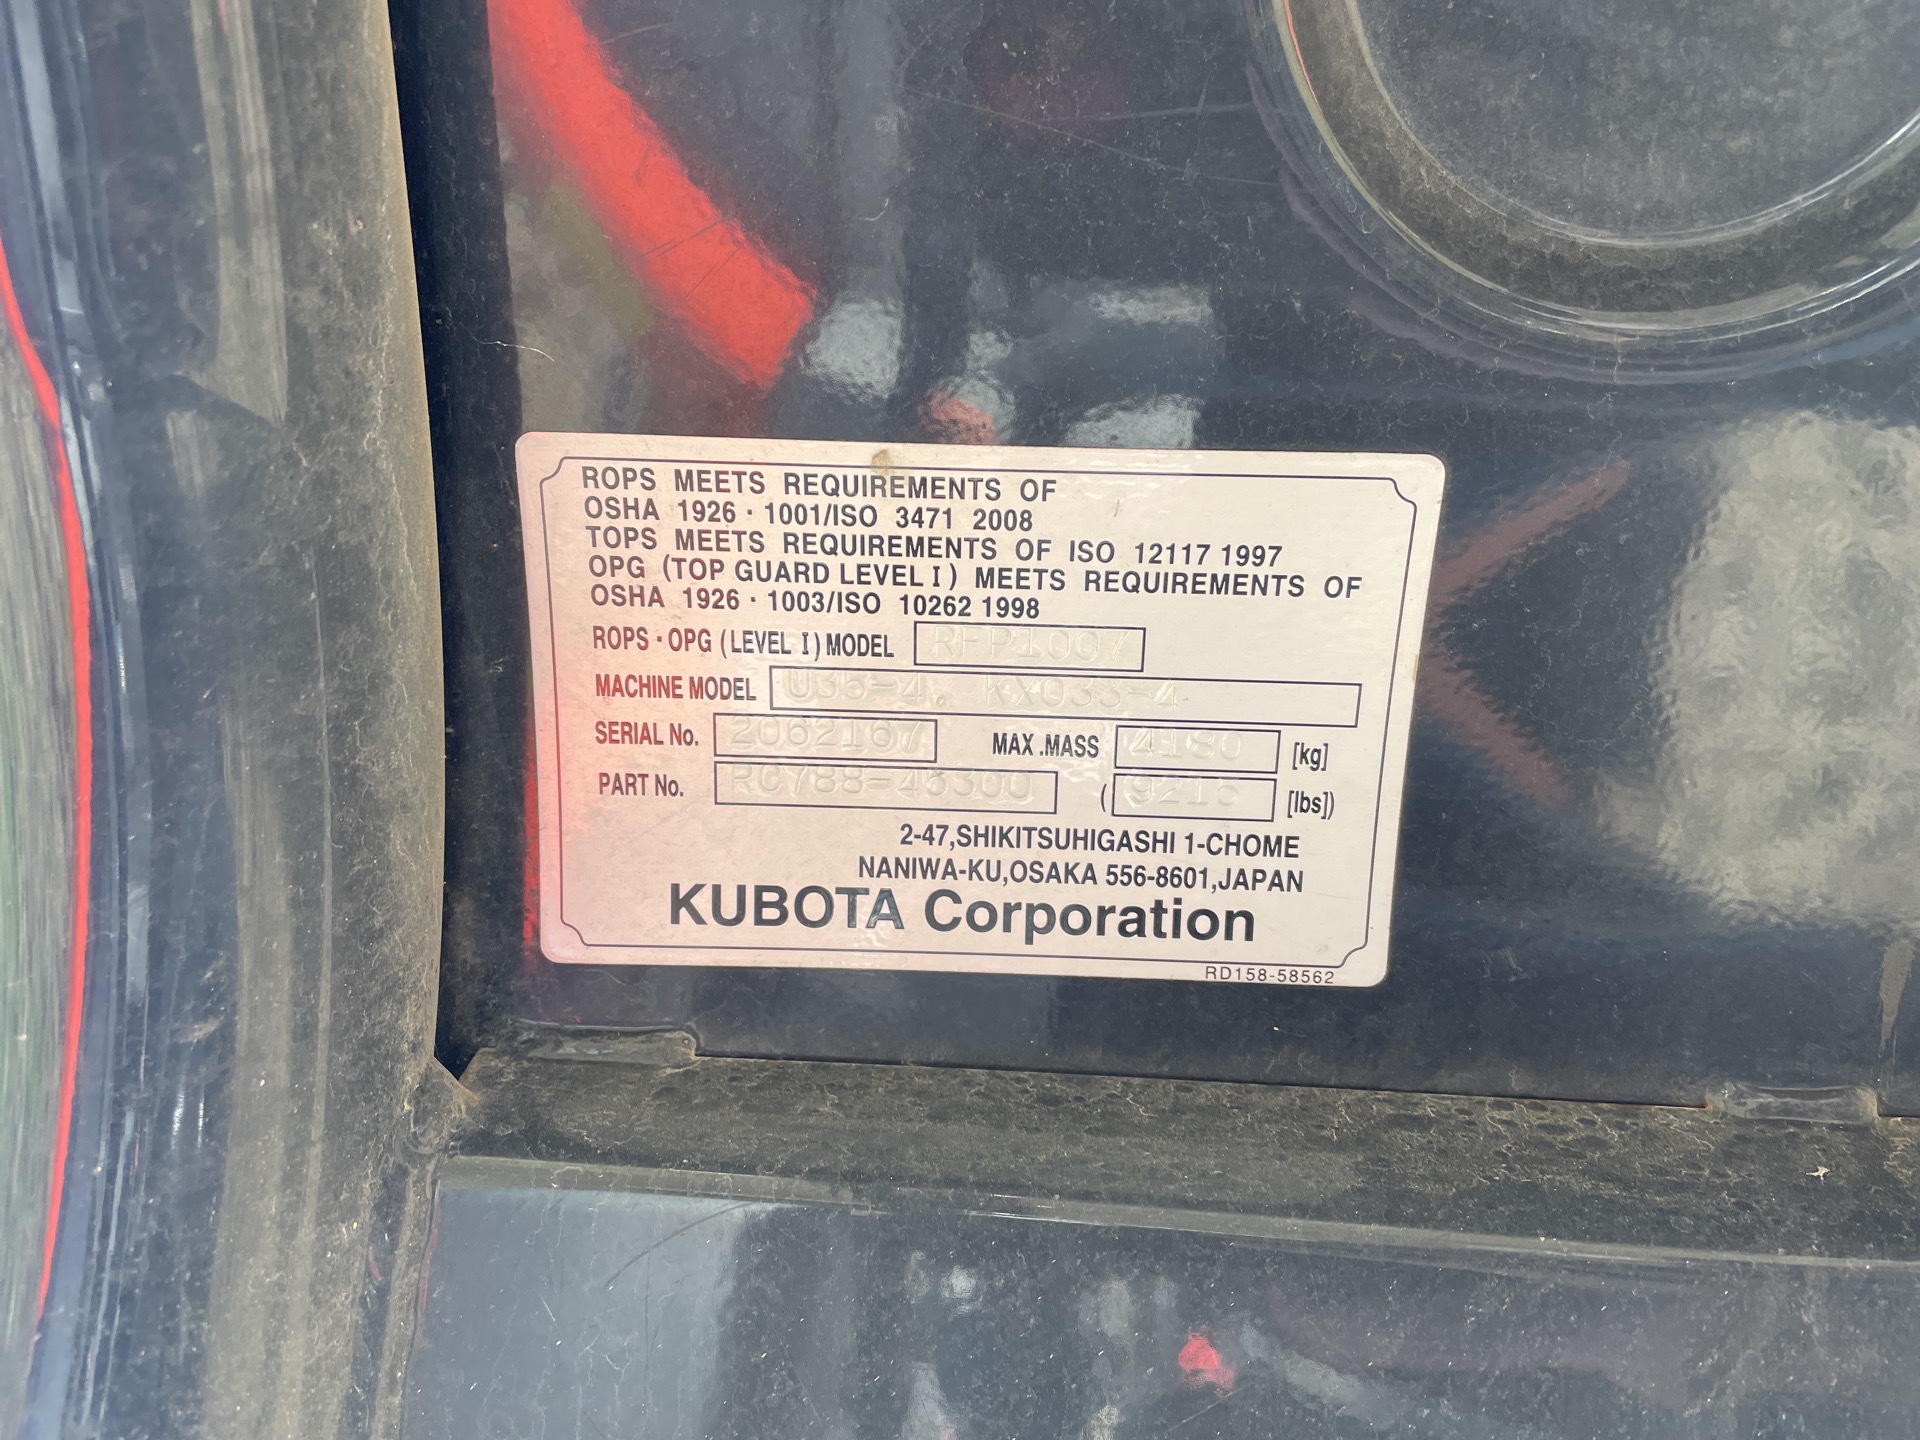 ROPS MEETS REQUIREMENTS OF
OSHA 1926・1001/ISO 3471 2008
TOPS MEETS REQUIREMENTS OF ISO 12117 1997
OPG (TOP GUARD LEVEL I) MEETS REQUIREMENTS OF
OSHA 1926・1003/ISO 10262 1998
ROPS・OPG (LEVEL I) MODEL RFP1007
MACHINE MODEL U35-4, KX033-4
SERIAL No. 2062167 MAX.MASS 4180 [kg]
PART No. RC788-45300 (9215 [lbs])
2-47,SHIKITSUHIGASHI 1-CHOME
NANIWA-KU,OSAKA 556-8601,JAPAN
KUBOTA Corporation
RD158-58562